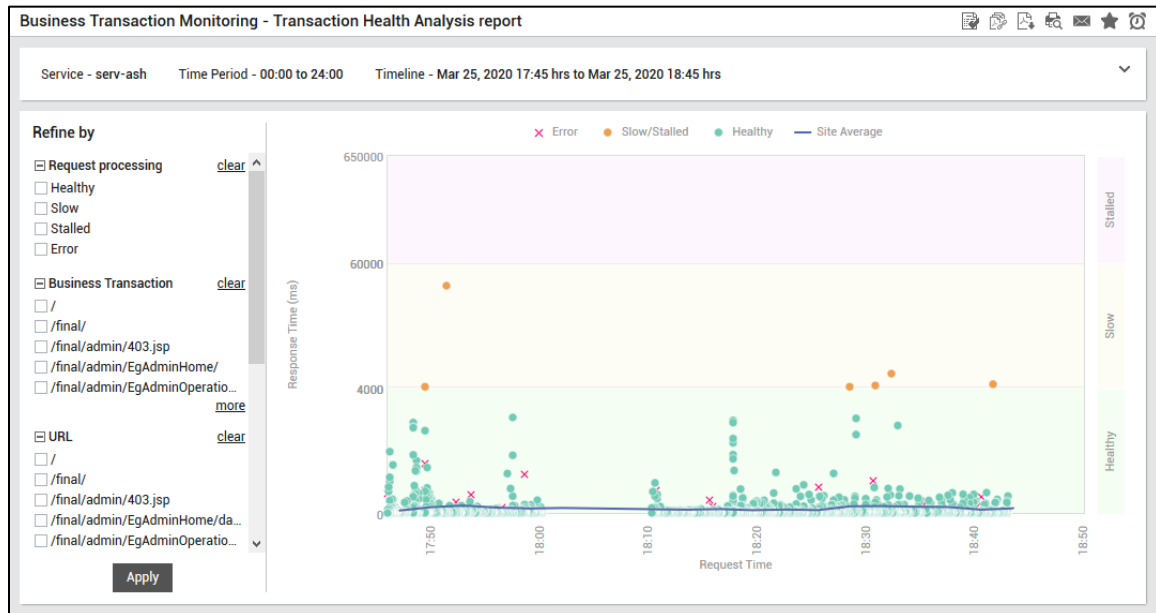 Business Transaction Monitoring - Transaction Health Analysis report
Service - serv-ash Time Period - 00:00 to 24:00 Timeline - Mar 25, 2020 17:45 hrs to Mar 25, 2020 18:45 hrs
Refine by
Request processing clear
Healthy
Slow
Stalled
Error
Business Transaction clear
/
/final/
/final/admin/403.jsp
/final/admin/EgAdminHome/
/final/admin/EgAdminOperatio...
more
URL clear
/
/final/
/final/admin/403.jsp
/final/admin/EgAdminHome/da...
/final/admin/EgAdminOperatio...
Apply
Error Slow/Stalled Healthy Site Average
650000
60000
4000
0
Response Time (ms)
Stalled
Slow
Healthy
17:50 18:00 18:10 18:20 18:30 18:40 18:50
Request Time